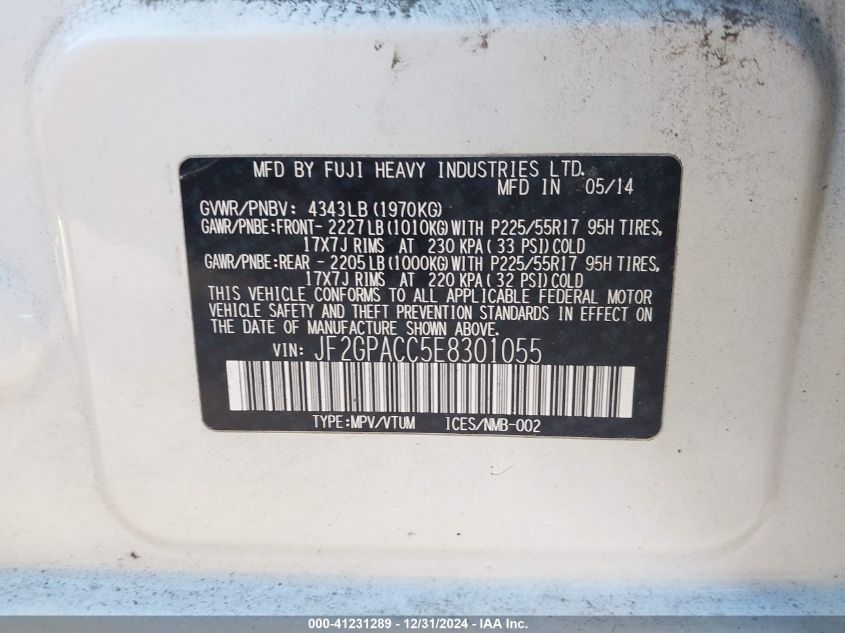 MFD BY FUJI HEAVY INDUSTRIES LTD.
MFD IN 05/14
GVWR/PNBV: 4343LB(1970KG)
GAWR/PNBE:FRONT- 2227LB(1010KG)WITH P225/55R17 95H TIRES,
17X7J RIMS AT 230 KPA( 33 PSI)COLD
GAWR/PNBE:REAR - 2205LB(1000KG)WITH P225/55R17 95H TIRES,
17X7J RIMS AT 220 KPA( 32 PSI)COLD
THIS VEHICLE CONFORMS TO ALL APPLICABLE FEDERAL MOTOR
VEHICLE SAFETY AND THEFT PREVENTION STANDARDS IN EFFECT ON
THE DATE OF MANUFACTURE SHOWN ABOVE.
VIN: JF2GPACC5E8301055
TYPE:MPV/VTUM ICES/NMB-002
000-41231289 - 12/31/2024 - IAAI.COM